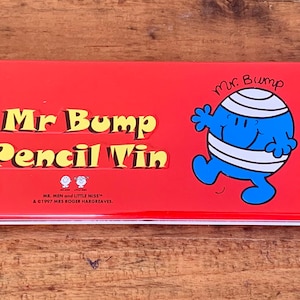 Mr. Bump
Mr Bump
Pencil Tin
MR. MEN and LITTLE MISS™
& ©1997 MRS ROGER HARGREAVES